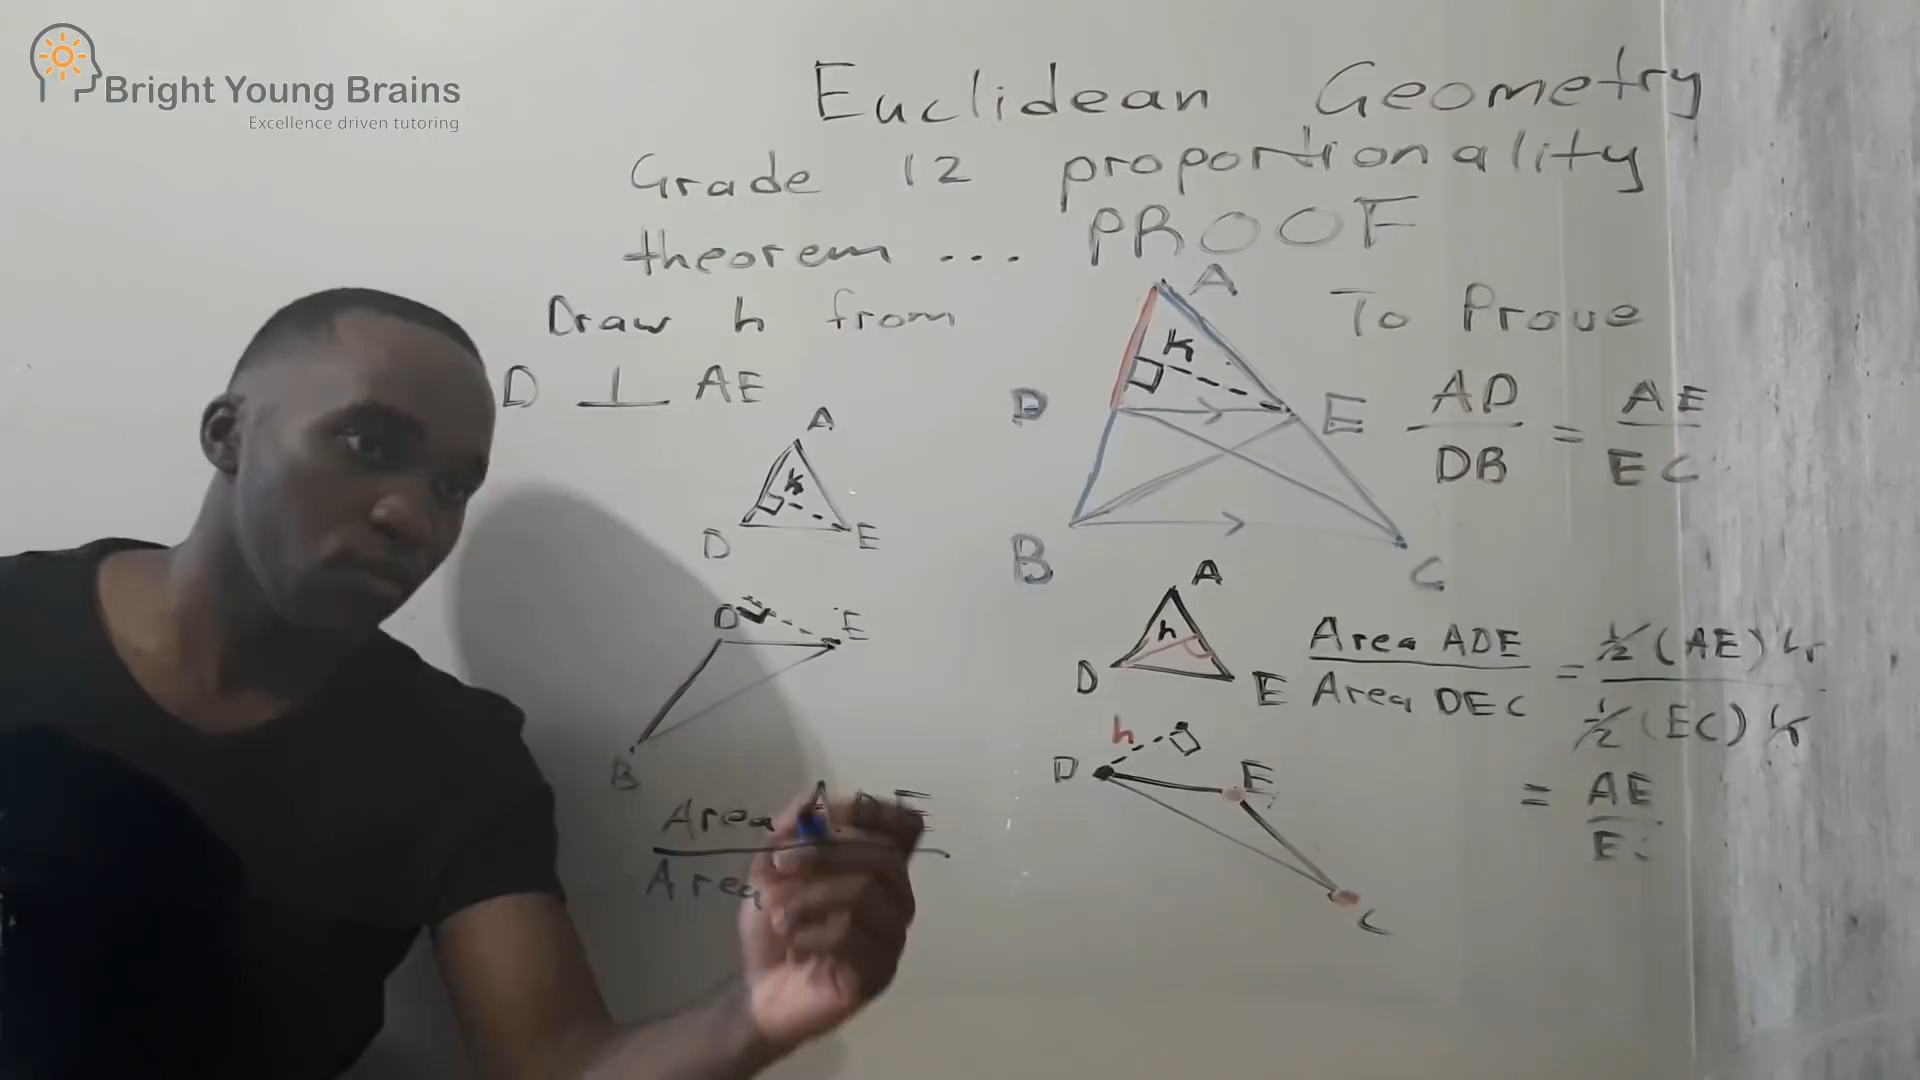 Bright Young Brains
Excellence driven tutoring
Euclidean Geometry
Grade 12 proportionality
theorem ... PROOF
Draw h from
D ⊥ AE
To Prove
AD / DB = AE / EC
A
k
D
E
B
C
A
k
D
E
D
E
B
A
h
D
E
Area ADE / Area DEC = 1/2 (AE) h / 1/2 (EC) h
= AE / E
h
D
E
C
Area ADE
Area